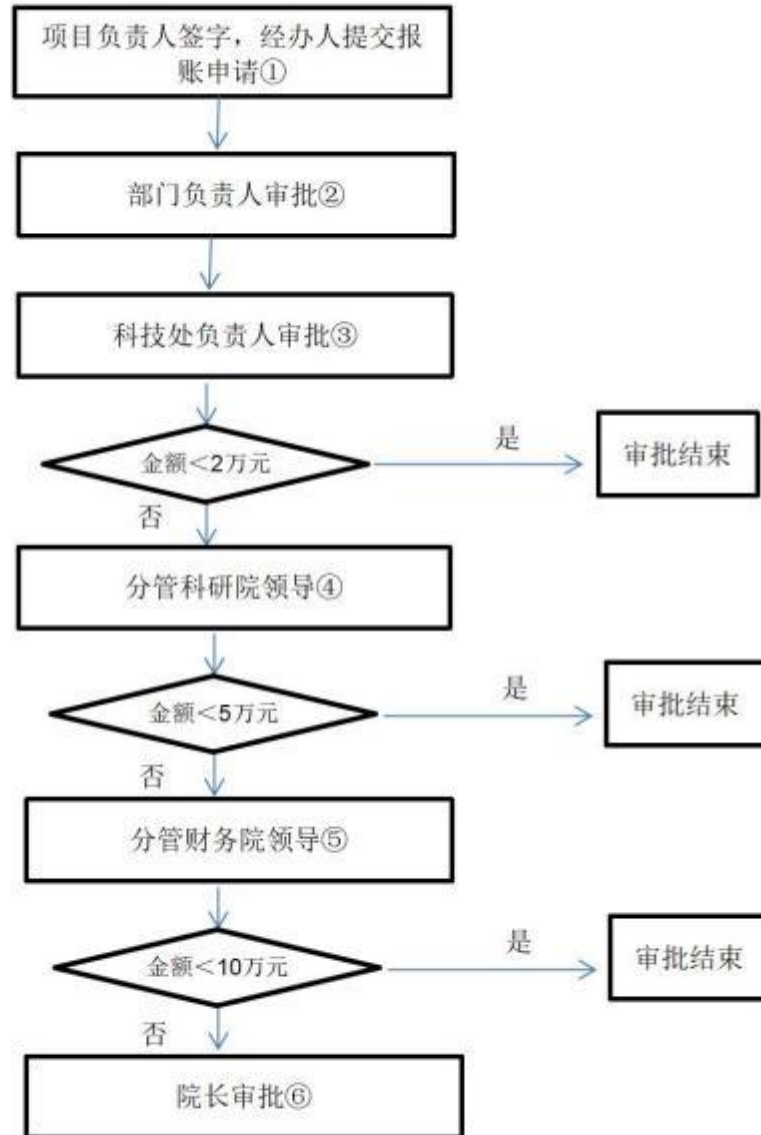 项目负责人签字，经办人提交报
账申请①
部门负责人审批②
科技处负责人审批③
金额＜2万元
是
审批结束
否
分管科研院领导④
金额＜5万元
是
审批结束
否
分管财务院领导⑤
金额＜10万元
是
审批结束
否
院长审批⑥